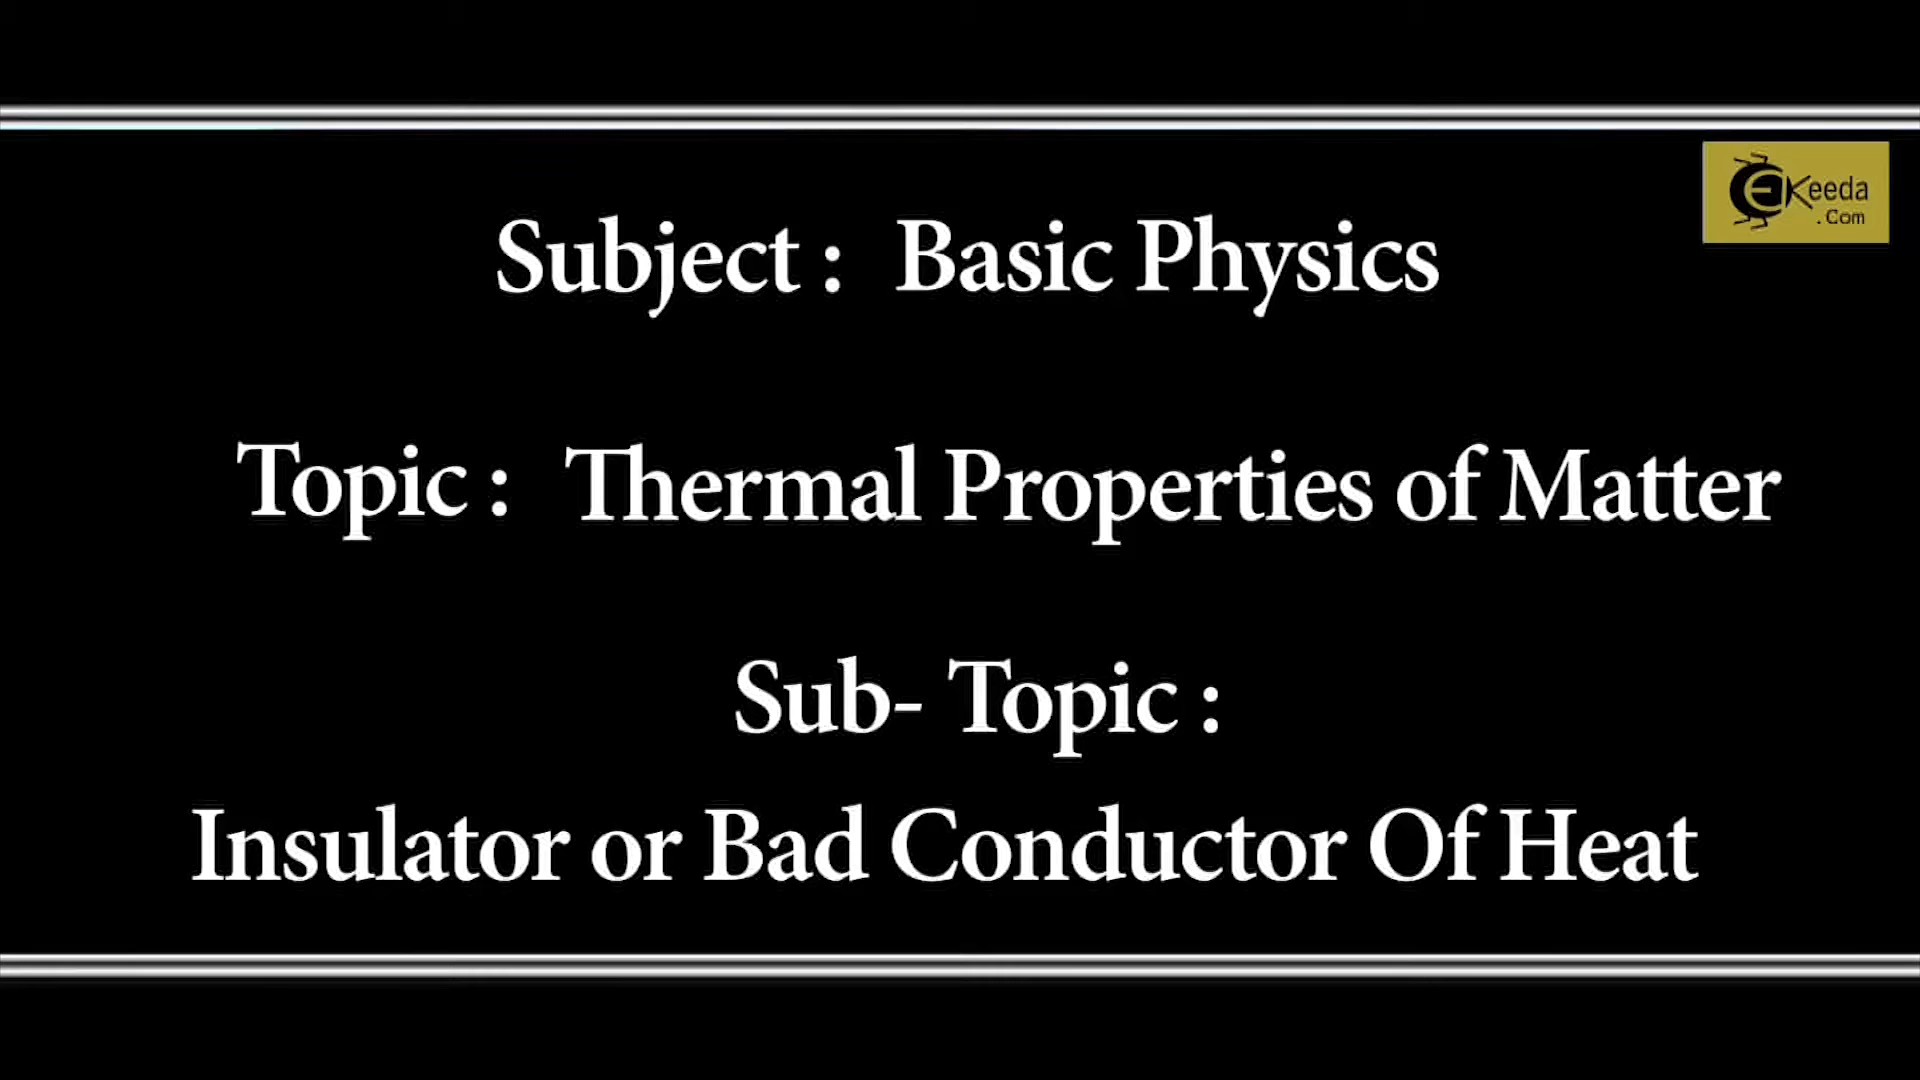 Subject : Basic Physics
EKeeda
.Com
Topic : Thermal Properties of Matter
Sub- Topic :
Insulator or Bad Conductor Of Heat